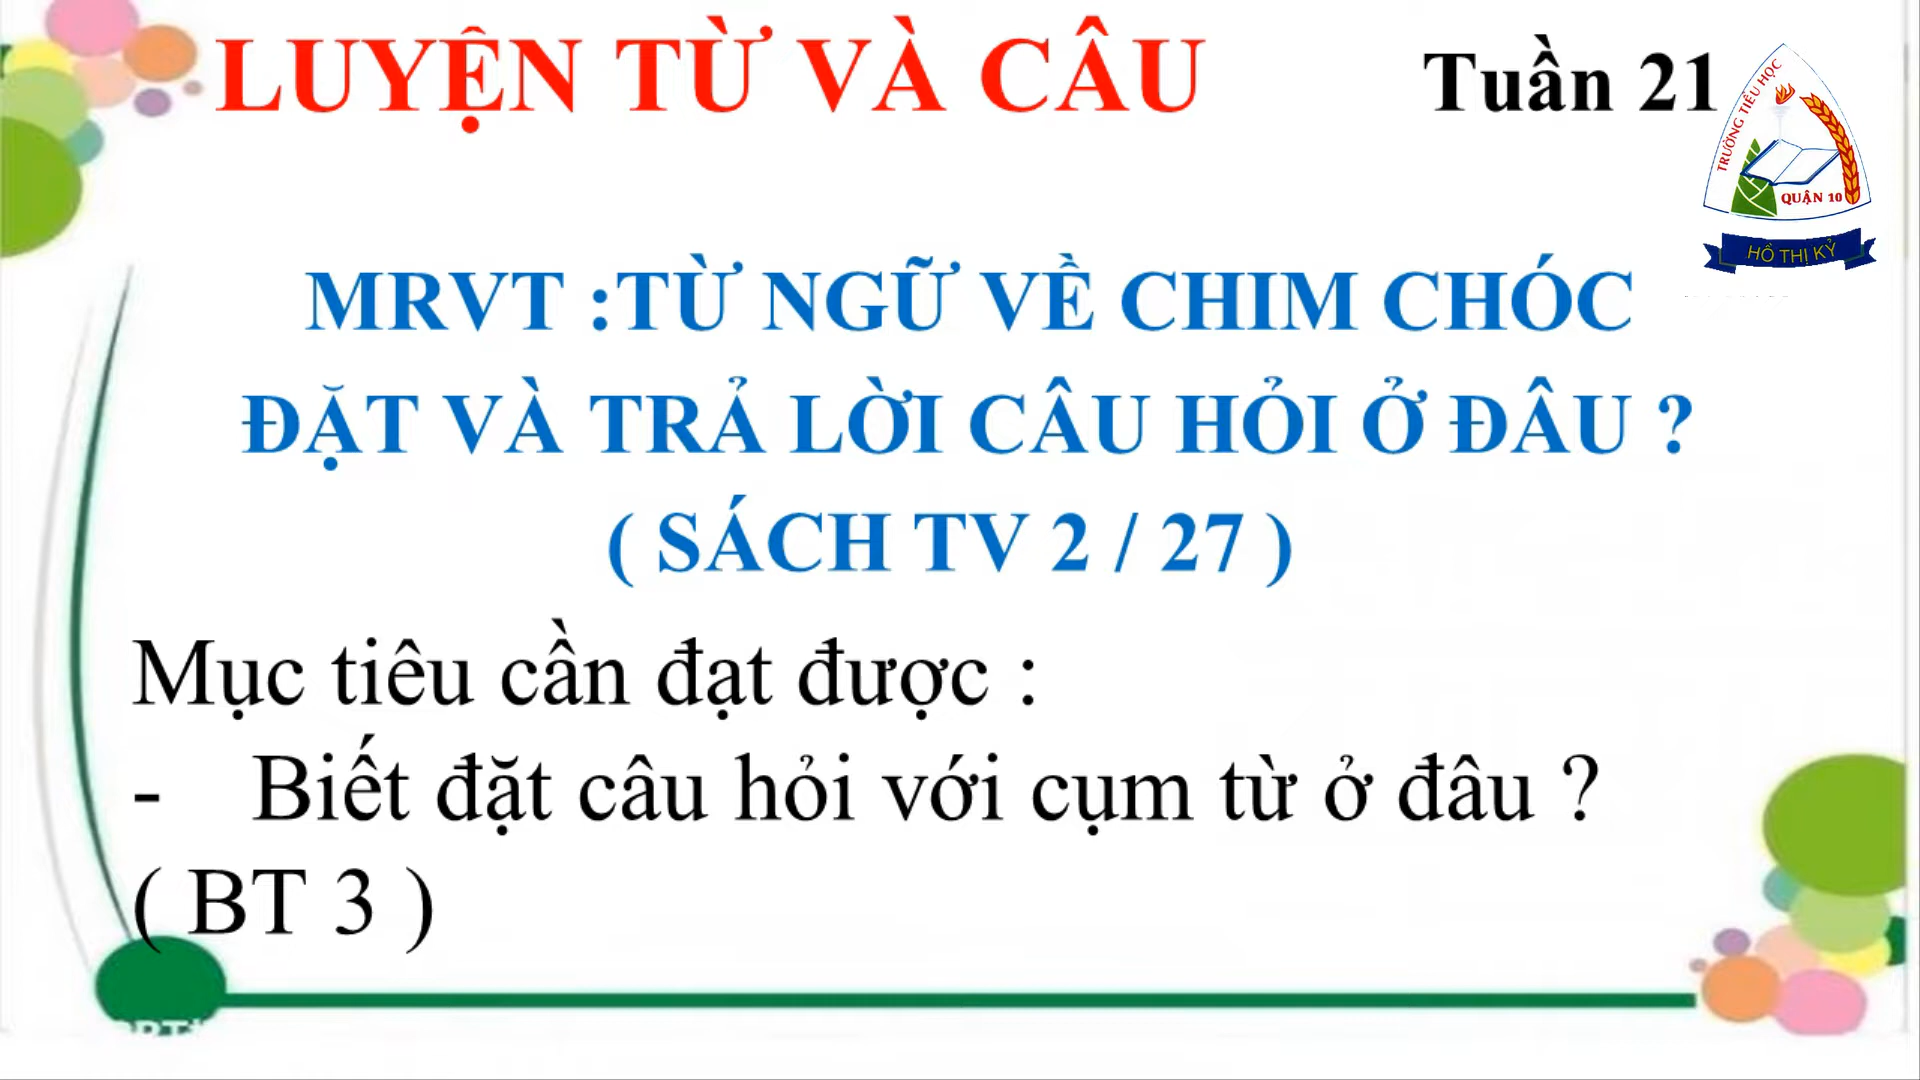 LUYỆN TỪ VÀ CÂU
Tuần 21
TRƯỜNG TIỂU HỌC
QUẬN 10
HỒ THỊ KỶ
MRVT :TỪ NGỮ VỀ CHIM CHÓC
ĐẶT VÀ TRẢ LỜI CÂU HỎI Ở ĐÂU ?
( SÁCH TV 2 / 27 )
Mục tiêu cần đạt được :
- Biết đặt câu hỏi với cụm từ ở đâu ?
( BT 3 )